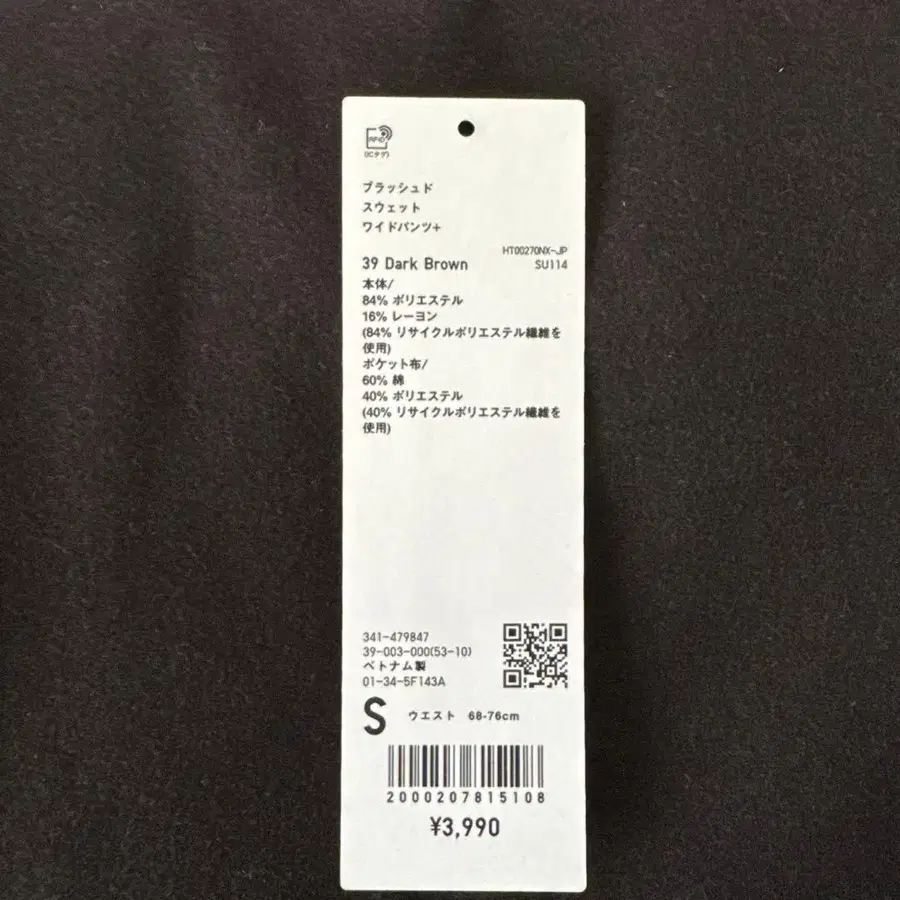 RFID
(ICタグ)
ブラッシュド
スウェット
ワイドパンツ+
HT00270NX-JP
39 Dark Brown
SU114
本体/
84% ポリエステル
16% レーヨン
(84% リサイクルポリエステル繊維を
使用)
ポケット布/
60% 綿
40% ポリエステル
(40% リサイクルポリエステル繊維を
使用)
341-479847
39-003-000(53-10)
ベトナム製
01-34-5F143A
S ウエスト 68-76cm
2000207815108
¥3,990